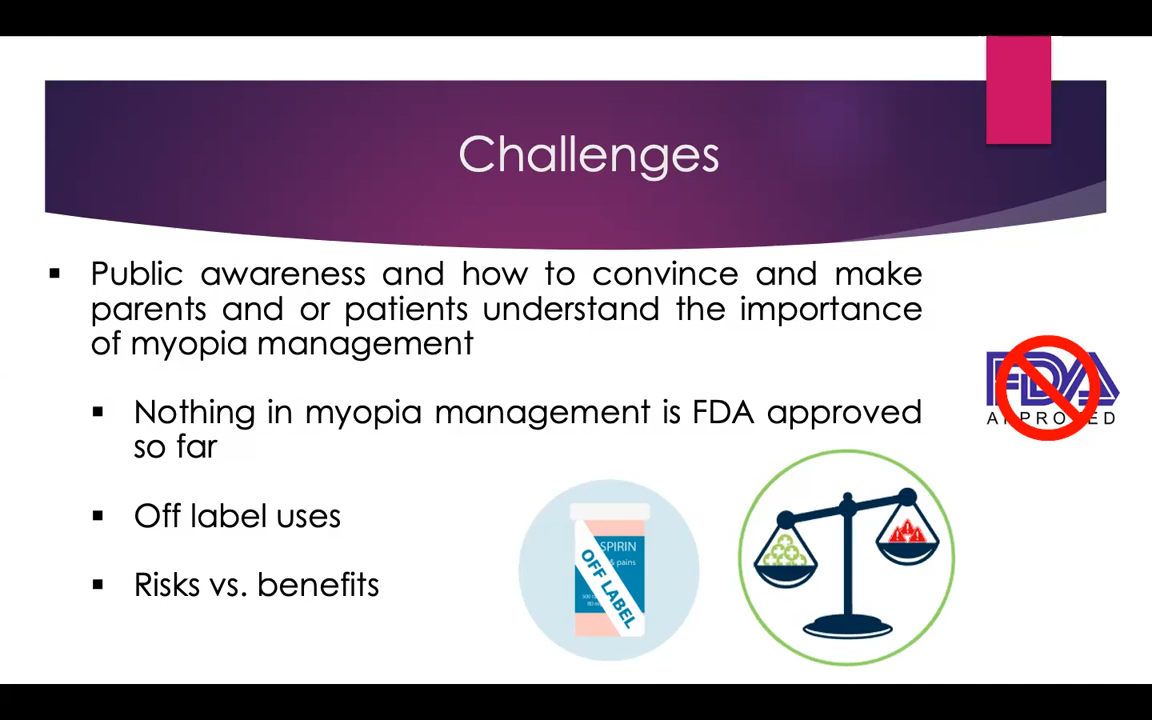 Challenges
▪ Public awareness and how to convince and make
parents and or patients understand the importance
of myopia management
▪ Nothing in myopia management is FDA approved
so far
▪ Off label uses
▪ Risks vs. benefits
FDA
APPROVED
SPIRIN
& pains
OFF LABEL